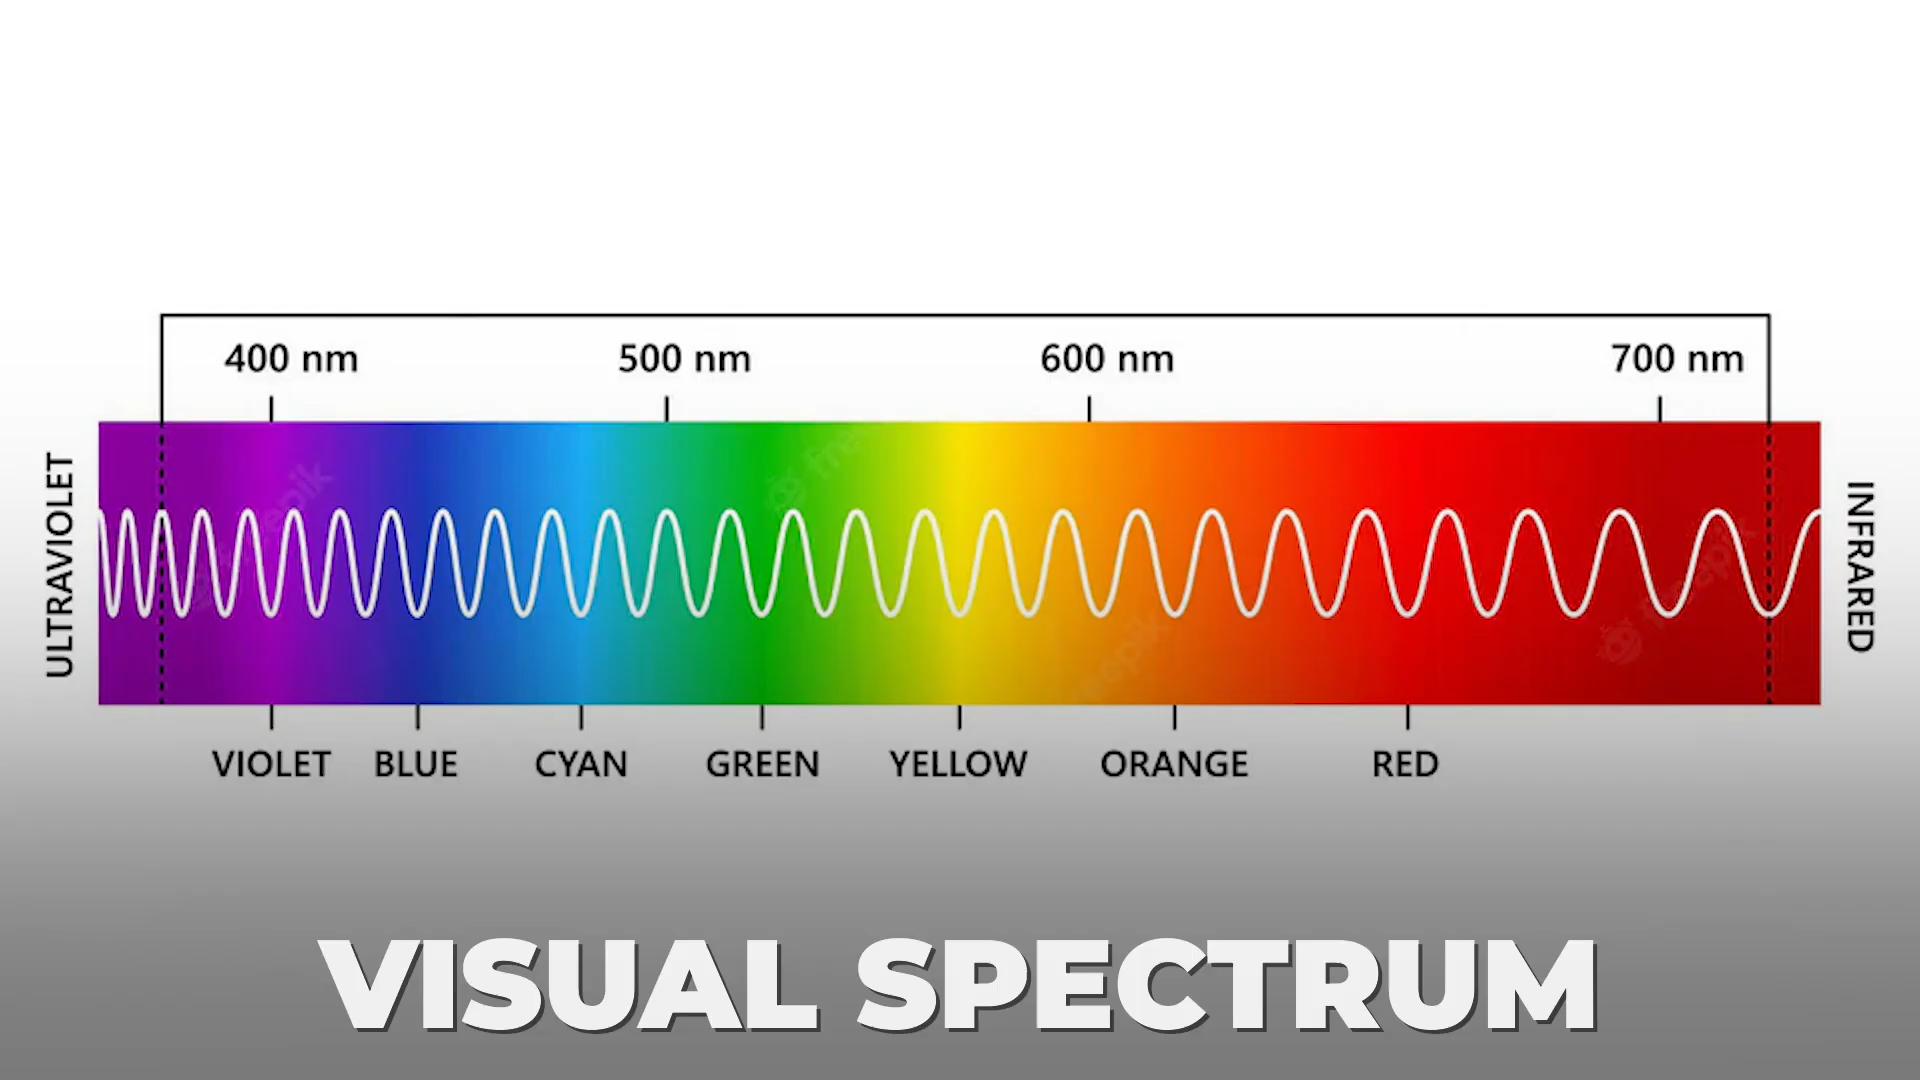 400 nm 500 nm 600 nm 700 nm
ULTRAVIOLET
INFRARED
VIOLET BLUE CYAN GREEN YELLOW ORANGE RED
VISUAL SPECTRUM